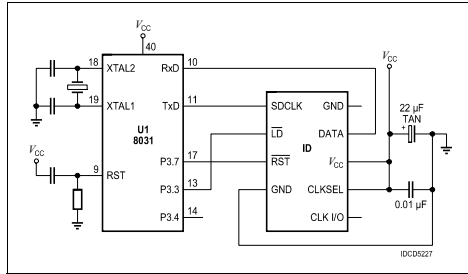 VCC
40
18 XTAL2 RxD 10
19 XTAL1 TxD 11
U1
8031
VCC
9 RST
P3.7 17
P3.3 13
P3.4 14
SDCLK GND
LD DATA
ID
RST VCC
GND CLKSEL
CLK I/O
VCC
22 µF
TAN
+
0.01 µF
IDCD5227